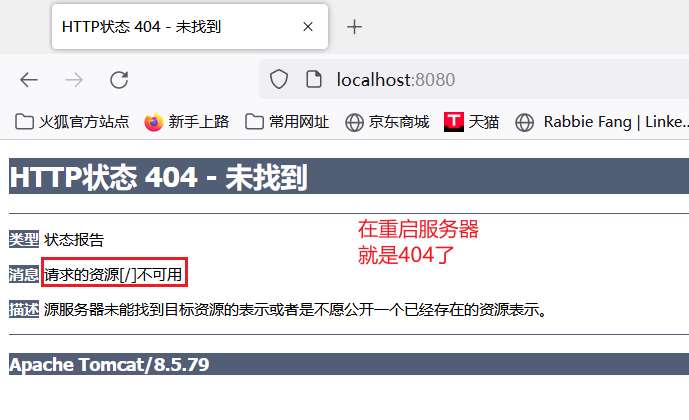 HTTP状态 404 - 未找到
localhost:8080
火狐官方站点 新手上路 常用网址 京东商城 T 天猫 Rabbie Fang | Linke...
HTTP状态 404 - 未找到
类型 状态报告
在重启服务器
就是404了
消息 请求的资源[/]不可用
描述 源服务器未能找到目标资源的表示或者是不愿公开一个已经存在的资源表示。
Apache Tomcat/8.5.79